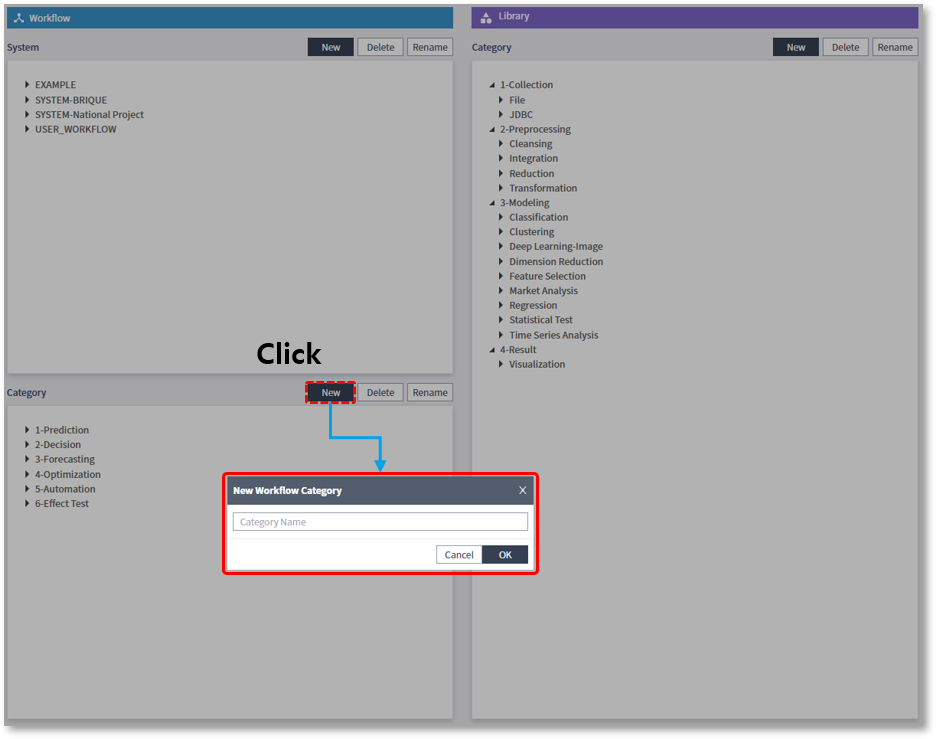 Workflow
System
New
Delete
Rename
EXAMPLE
SYSTEM-BRIQUE
SYSTEM-National Project
USER_WORKFLOW
Click
Category
New
Delete
Rename
1-Prediction
2-Decision
3-Forecasting
4-Optimization
5-Automation
6-Effect Test
Library
Category
New
Delete
Rename
1-Collection
File
JDBC
2-Preprocessing
Cleansing
Integration
Reduction
Transformation
3-Modeling
Classification
Clustering
Deep Learning-Image
Dimension Reduction
Feature Selection
Market Analysis
Regression
Statistical Test
Time Series Analysis
4-Result
Visualization
New Workflow Category
X
Category Name
Cancel
OK